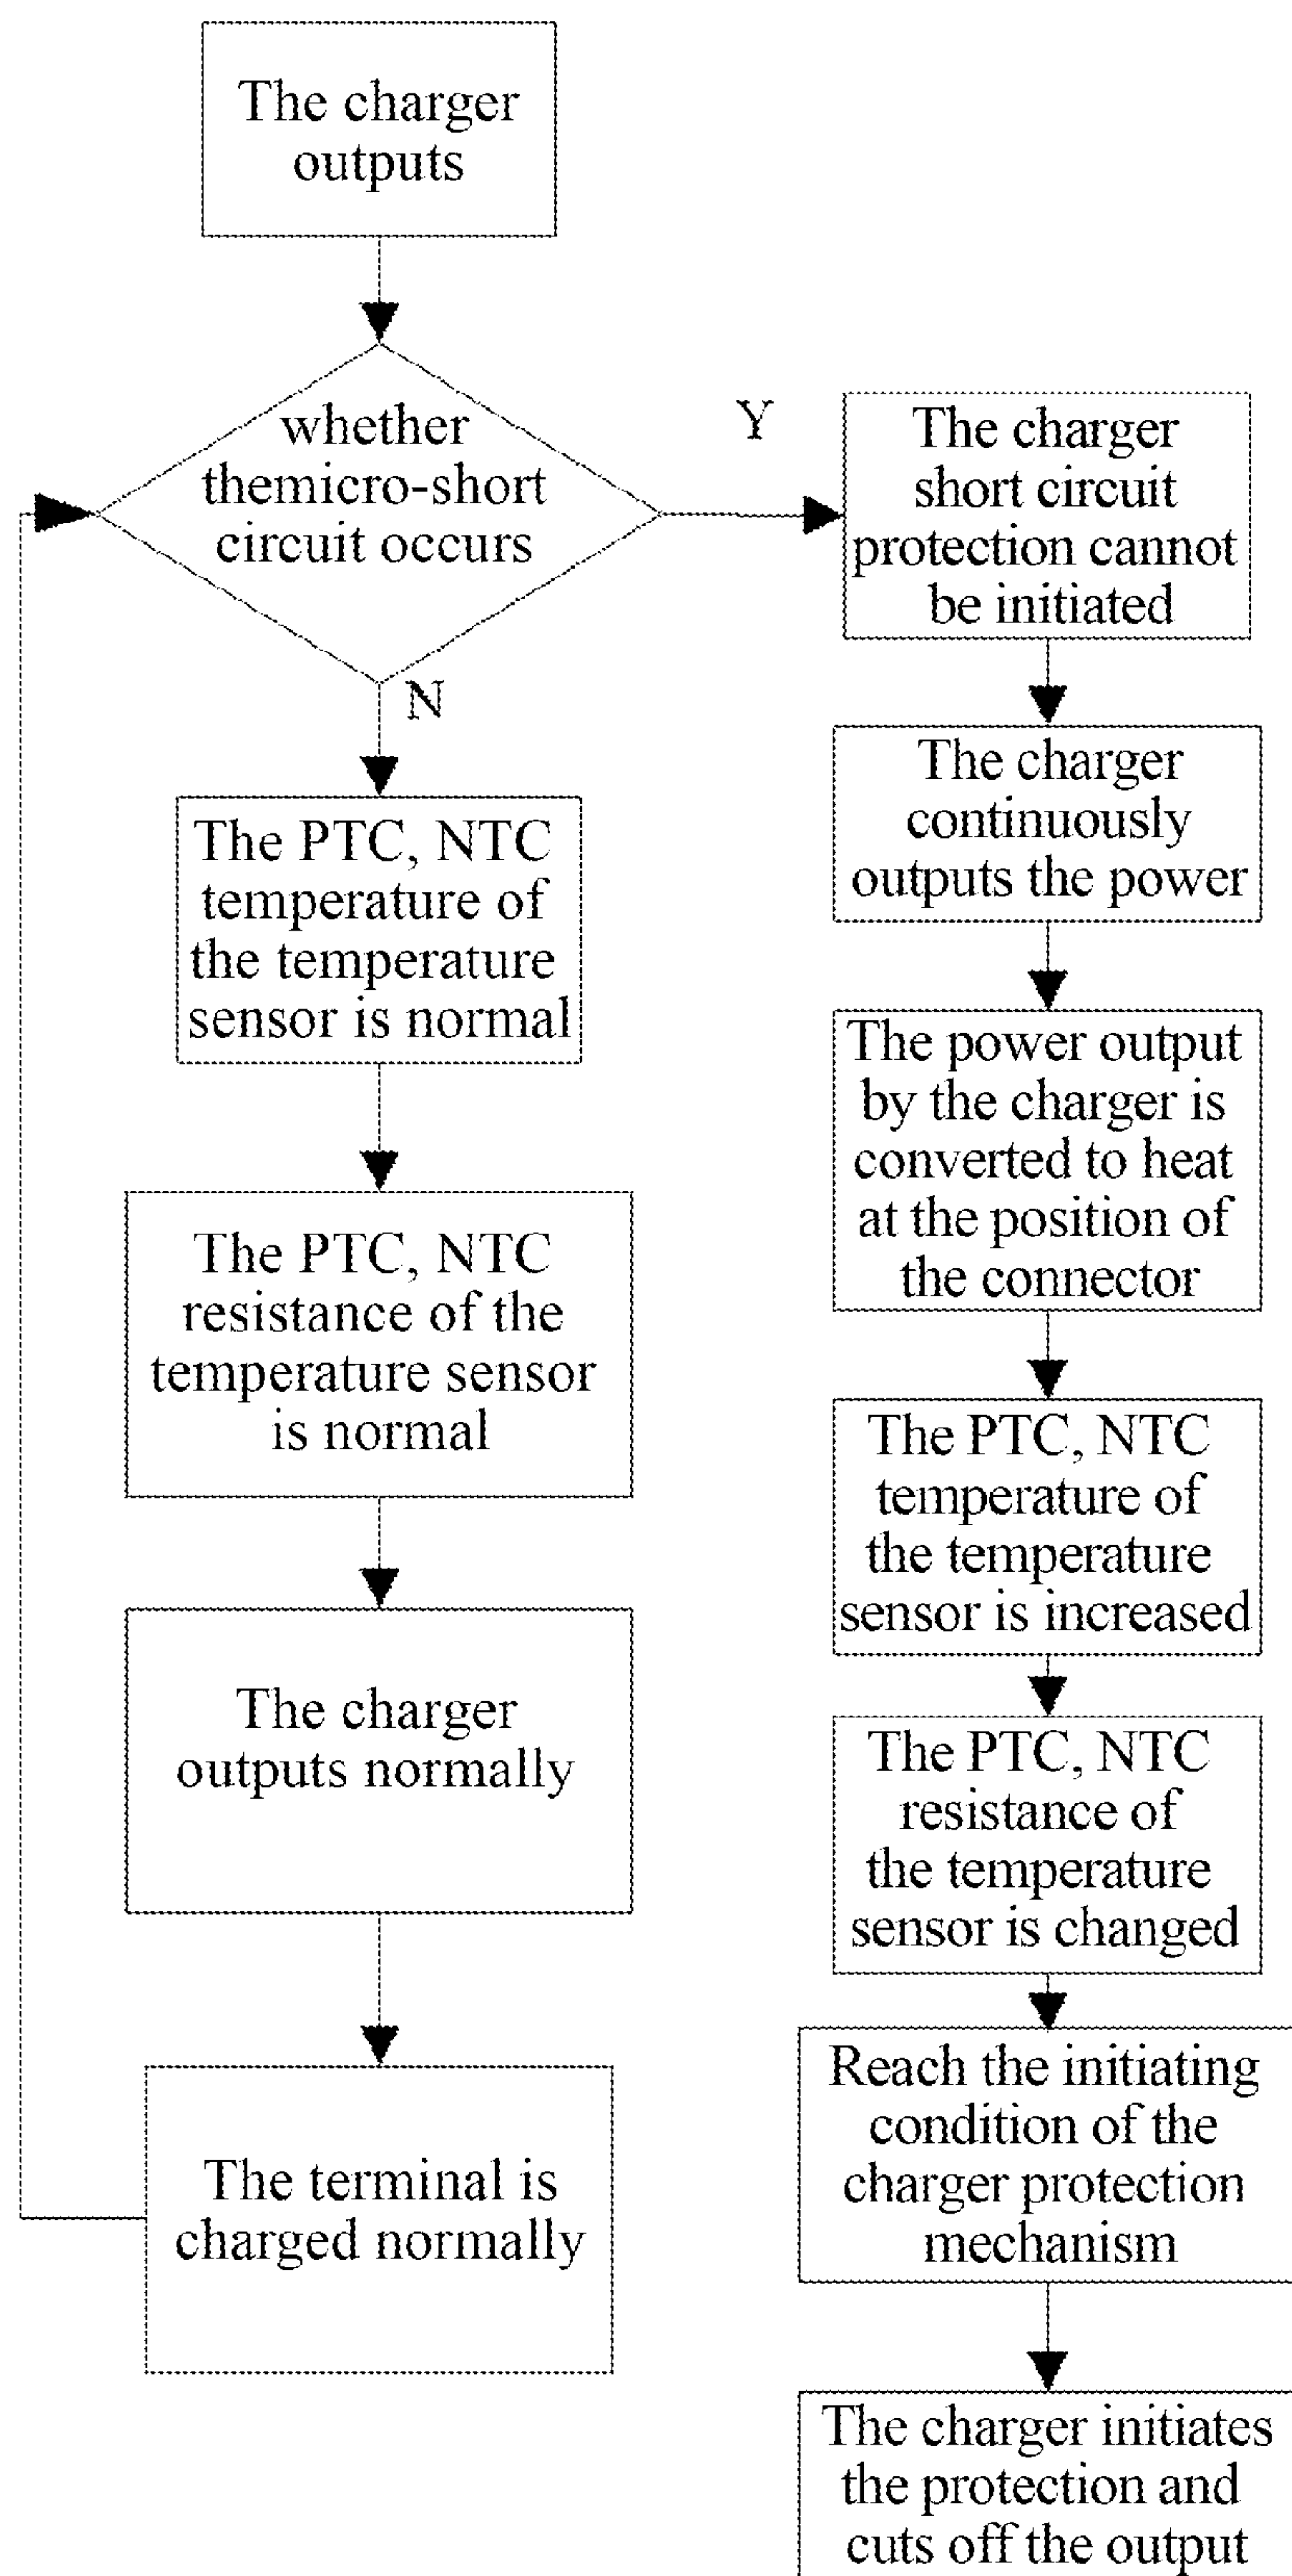 The charger
outputs
whether
themicro-short
circuit occurs
Y
N
The PTC, NTC
temperature of
the temperature
sensor is normal
The PTC, NTC
resistance of the
temperature sensor
is normal
The charger
outputs normally
The terminal is
charged normally
The charger
short circuit
protection cannot
be initiated
The charger
continuously
outputs the power
The power output
by the charger is
converted to heat
at the position of
the connector
The PTC, NTC
temperature of
the temperature
sensor is increased
The PTC, NTC
resistance of
the temperature
sensor is changed
Reach the initiating
condition of the
charger protection
mechanism
The charger initiates
the protection and
cuts off the output